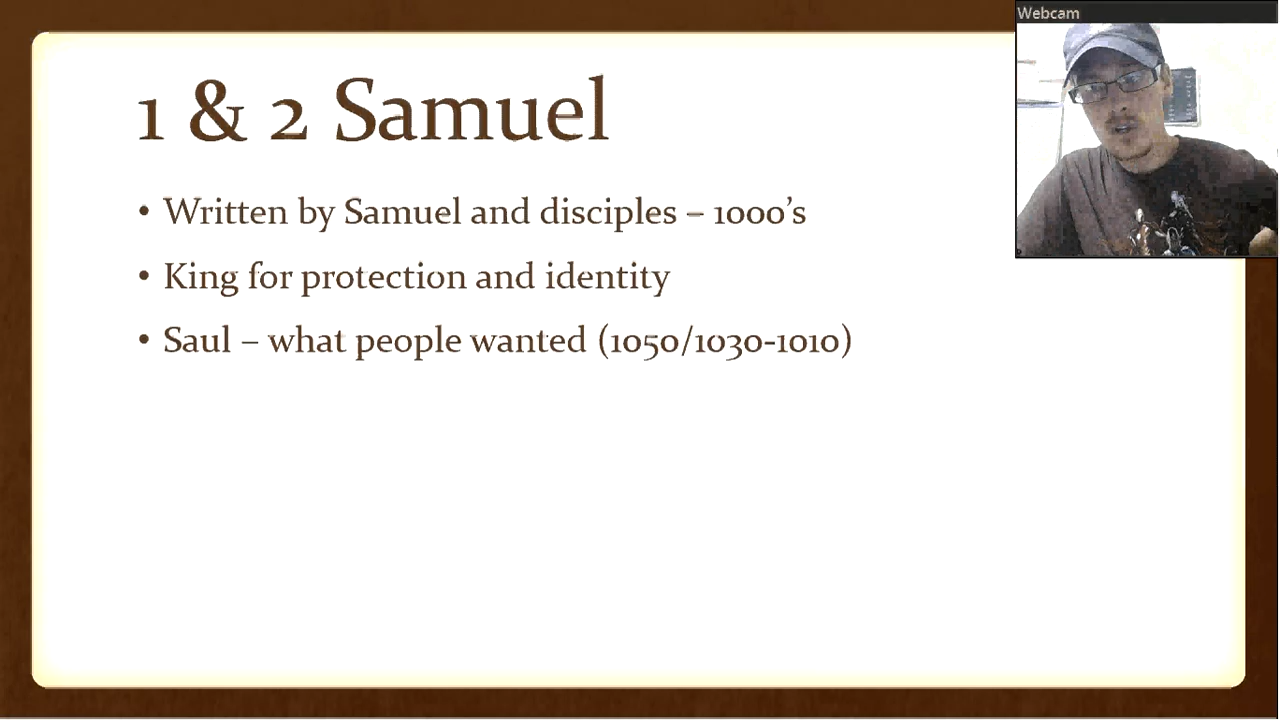 Webcam
1 & 2 Samuel
• Written by Samuel and disciples – 1000’s
• King for protection and identity
• Saul – what people wanted (1050/1030-1010)